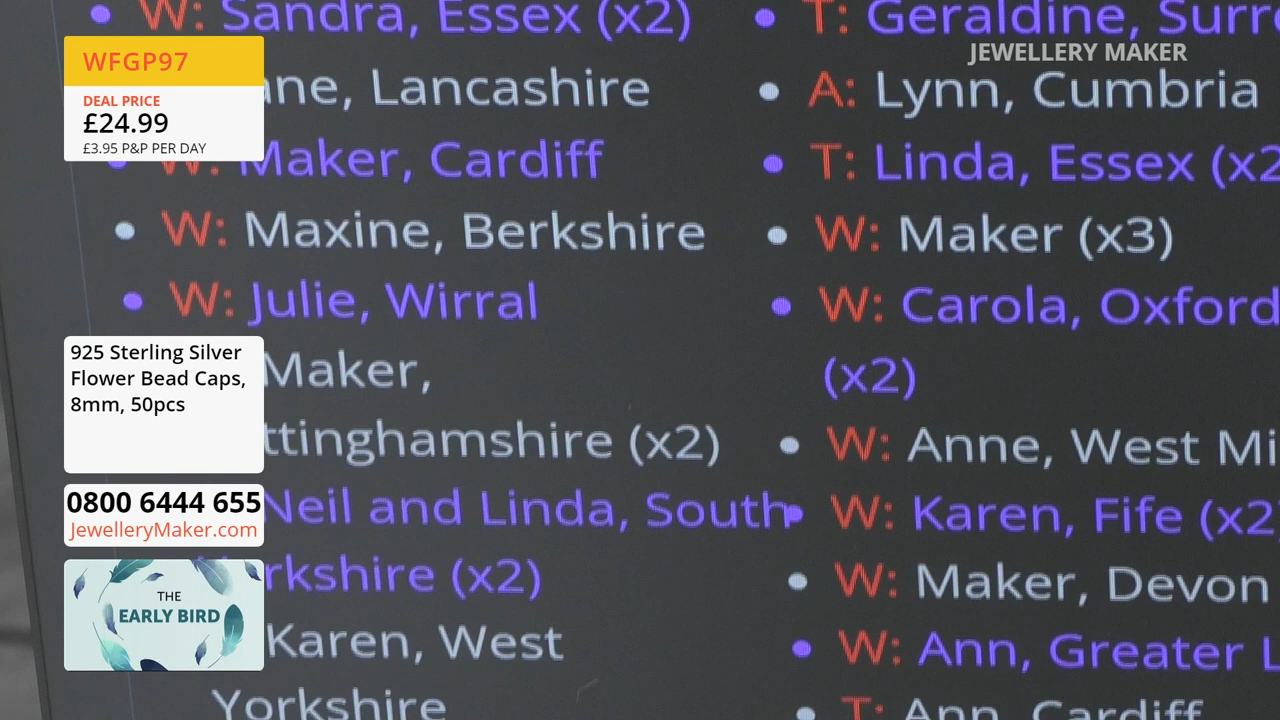 W: Sandra, Essex (x2)
ane, Lancashire
W: Maker, Cardiff
W: Maxine, Berkshire
W: Julie, Wirral
Maker,
ttinghamshire (x2)
Neil and Linda, South
rkshire (x2)
Karen, West
Yorkshire
T: Geraldine, Surre
A: Lynn, Cumbria
T: Linda, Essex (x2
W: Maker (x3)
W: Carola, Oxford
(x2)
W: Anne, West Mi
W: Karen, Fife (x2
W: Maker, Devon
W: Ann, Greater L
T: Ann, Cardiff
JEWELLERY MAKER
WFGP97
DEAL PRICE
£24.99
£3.95 P&P PER DAY
925 Sterling Silver
Flower Bead Caps,
8mm, 50pcs
0800 6444 655
JewelleryMaker.com
THE
EARLY BIRD